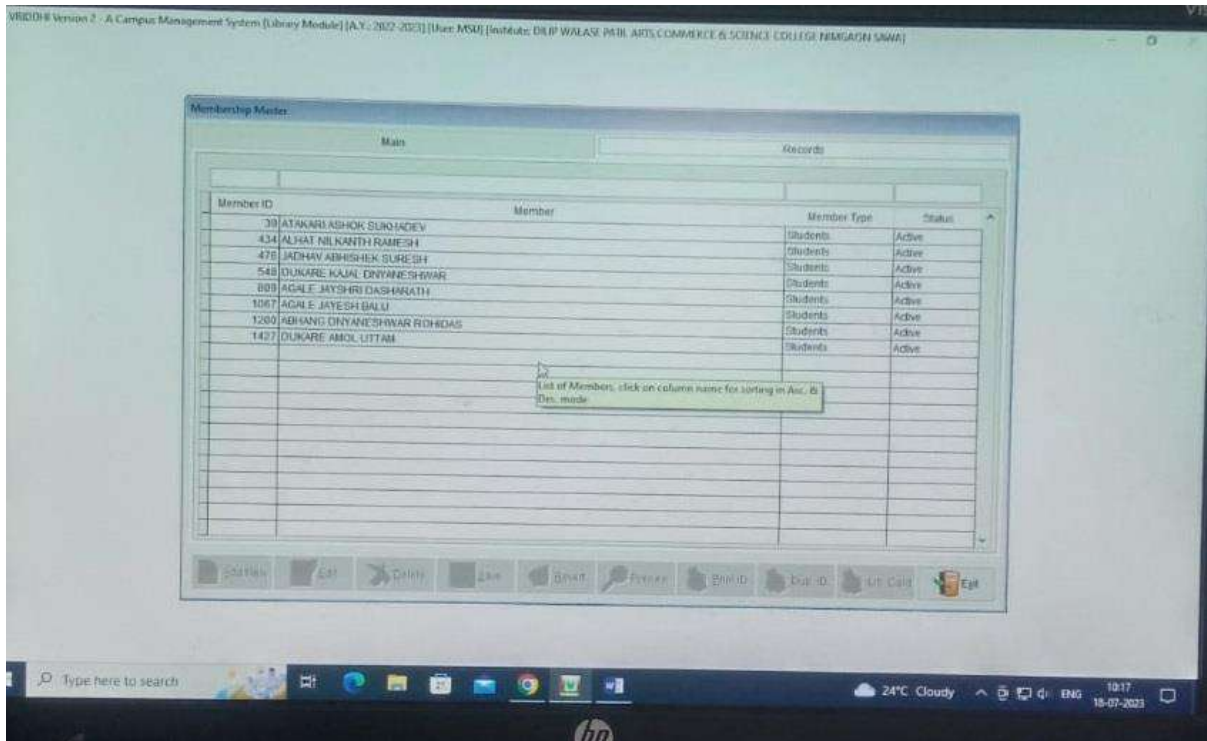 VRIDDHI Version 2 - A Campus Management System [Library Module] [A.Y.: 2022-2023] [User: MSU] [Institute: DILIP WALASE PATIL ARTS,COMMERCE & SCIENCE COLLEGE NIMGAON SAWA]
Membership Master
Main Records
Member ID Member Member Type Status
39 ATAKARI ASHOK SUKHADEV Students Active
434 ALHAT NILKANTH RAMESH Students Active
476 JADHAV ABHISHEK SURESH Students Active
548 DUKARE KAJAL DNYANESHWAR Students Active
809 AGALE JAYSHRI DASHARATH Students Active
1067 AGALE JAYESH BALU Students Active
1200 ABHANG DNYANESHWAR ROHIDAS Students Active
1427 DUKARE AMOL UTTAM Students Active
List of Members, click on column name for sorting in Asc. &
Des. mode
Edit Delete Save Revert Preview Print ID Dup. ID Lib. Card Exit
Type here to search
24°C Cloudy ENG 10:17
18-07-2023
hp